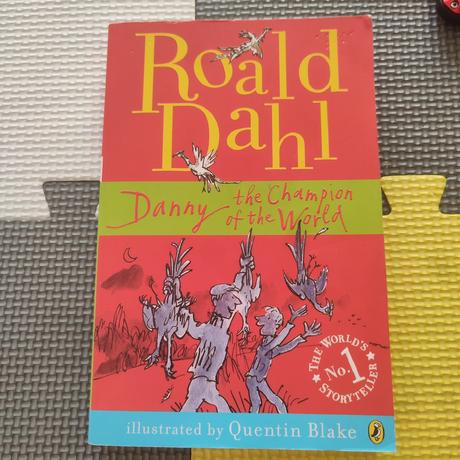 Roald
Dahl
Danny the Champion
of the World
THE WORLD'S
No. 1
STORYTELLER
illustrated by Quentin Blake